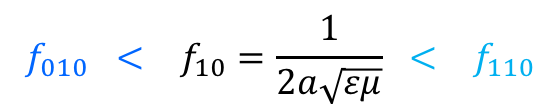 f₀₁₀ < f₁₀ = 1 / (2a√(εμ)) < f₁₁₀